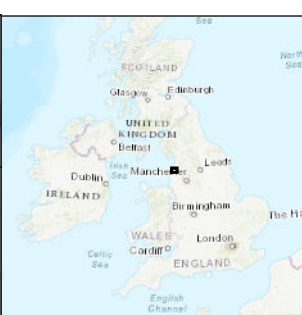 Sea
North
Sea
SCOTLAND
Glasgow
Edinburgh
UNITED
KINGDOM
Belfast
Irish
Sea
Leeds
Dublin
Manchester
IRELAND
Birmingham
The Ha
WALES
London
Cardiff
Celtic
Sea
ENGLAND
English
Channel